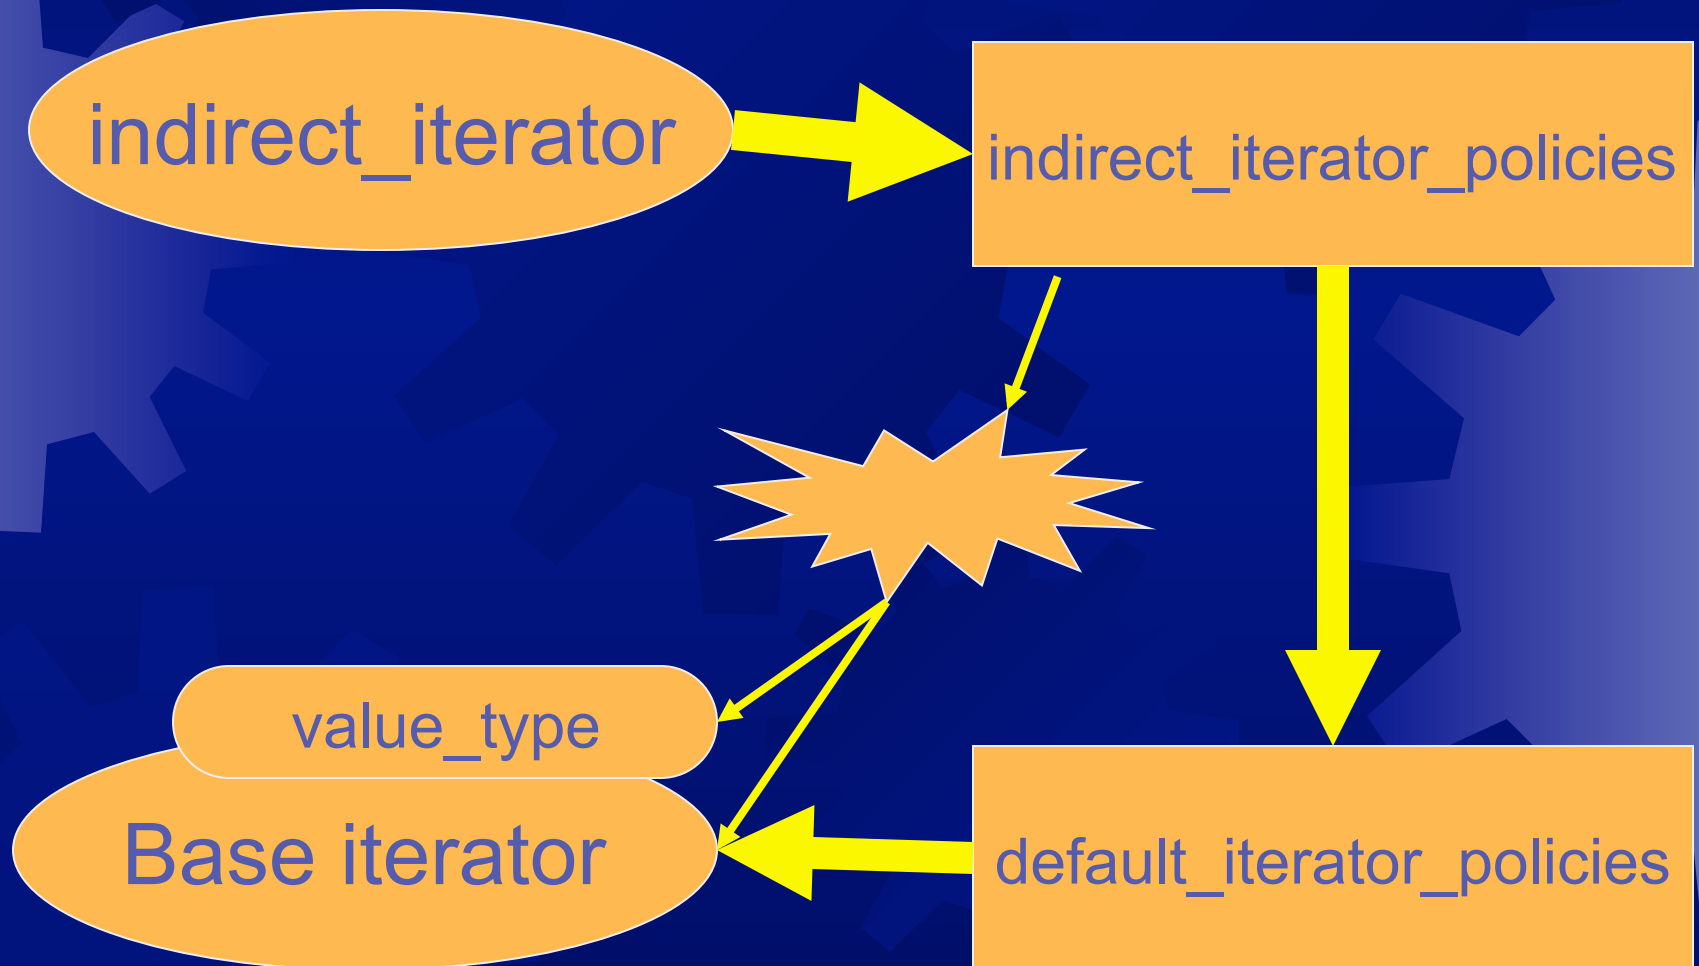 indirect_iterator
indirect_iterator_policies
value_type
Base iterator
default_iterator_policies